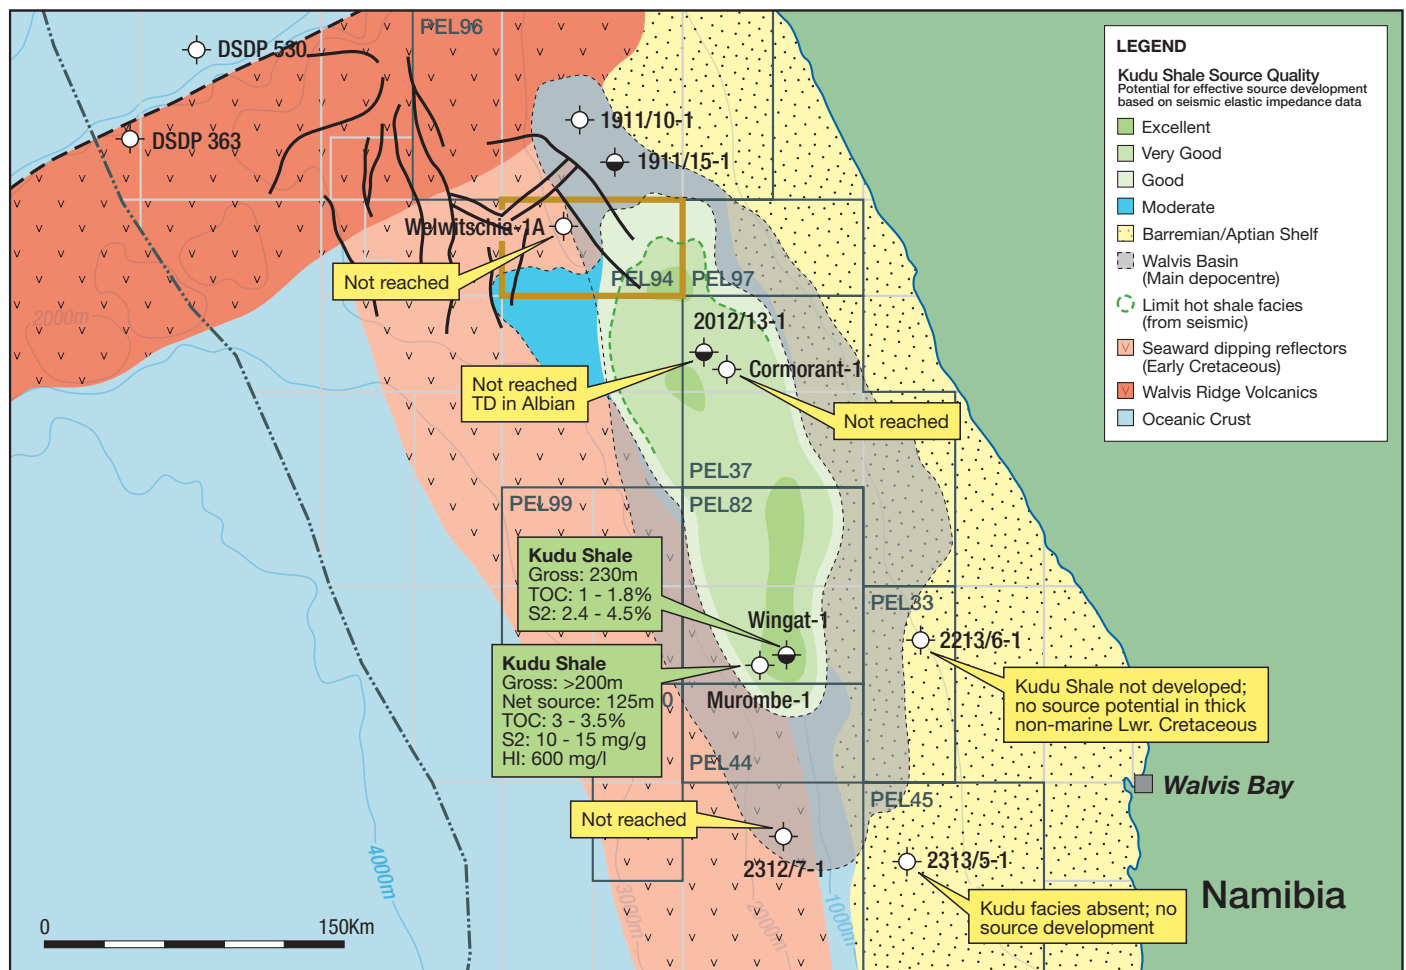 PEL96
DSDP 530
DSDP 363
1911/10-1
1911/15-1
Welwitschia-1A
Not reached
PEL94
PEL97
2000m
2012/13-1
Cormorant-1
Not reached
TD in Albian
Not reached
PEL37
PEL99
PEL82
Kudu Shale
Gross: 230m
TOC: 1 - 1.8%
S2: 2.4 - 4.5%
PEL33
Wingat-1
2213/6-1
Kudu Shale
Gross: >200m
Net source: 125m
TOC: 3 - 3.5%
S2: 10 - 15 mg/g
HI: 600 mg/l
0
Murombe-1
Kudu Shale not developed;
no source potential in thick
non-marine Lwr. Cretaceous
PEL44
PEL45
Walvis Bay
Not reached
2312/7-1
2313/5-1
4000m
3000m
2000m
1000m
Kudu facies absent; no
source development
Namibia
0 150Km
LEGEND
Kudu Shale Source Quality
Potential for effective source development
based on seismic elastic impedance data
Excellent
Very Good
Good
Moderate
Barremian/Aptian Shelf
Walvis Basin
(Main depocentre)
Limit hot shale facies
(from seismic)
Seaward dipping reflectors
(Early Cretaceous)
Walvis Ridge Volcanics
Oceanic Crust